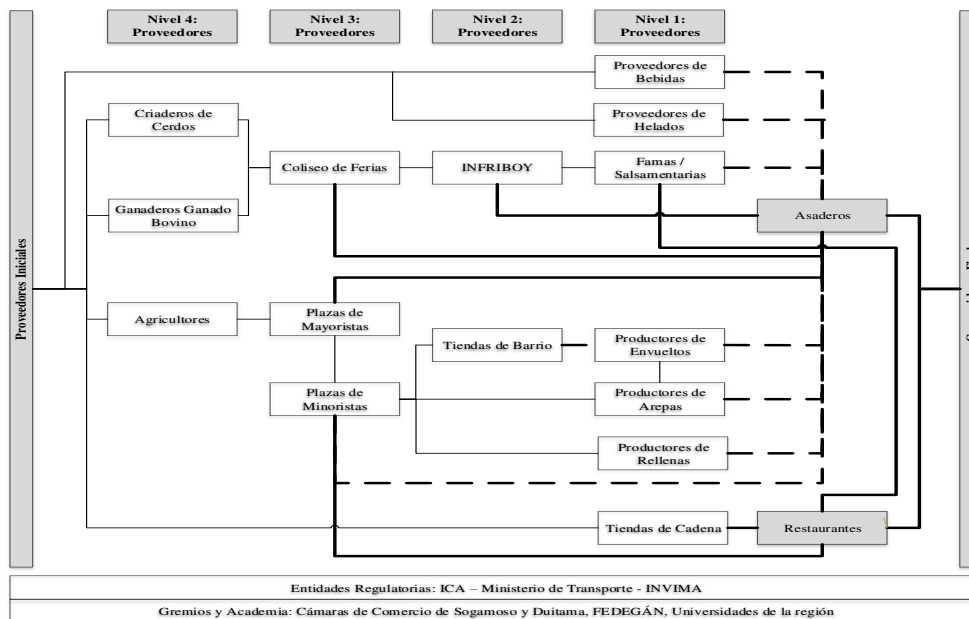 Nivel 4:
Proveedores
Nivel 3:
Proveedores
Nivel 2:
Proveedores
Nivel 1:
Proveedores
Proveedores Iniciales
Proveedores de
Bebidas
Criaderos de
Cerdos
Proveedores de
Helados
Coliseo de Ferias
INFRIBOY
Famas /
Salsamentarias
Ganaderos Ganado
Bovino
Asaderos
Agricultores
Plazas de
Mayoristas
Tiendas de Barrio
Productores de
Envueltos
Plazas de
Minoristas
Productores de
Arepas
Productores de
Rellenas
Tiendas de Cadena
Restaurantes
Entidades Regulatorias: ICA – Ministerio de Transporte - INVIMA
Gremios y Academia: Cámaras de Comercio de Sogamoso y Duitama, FEDEGÁN, Universidades de la región